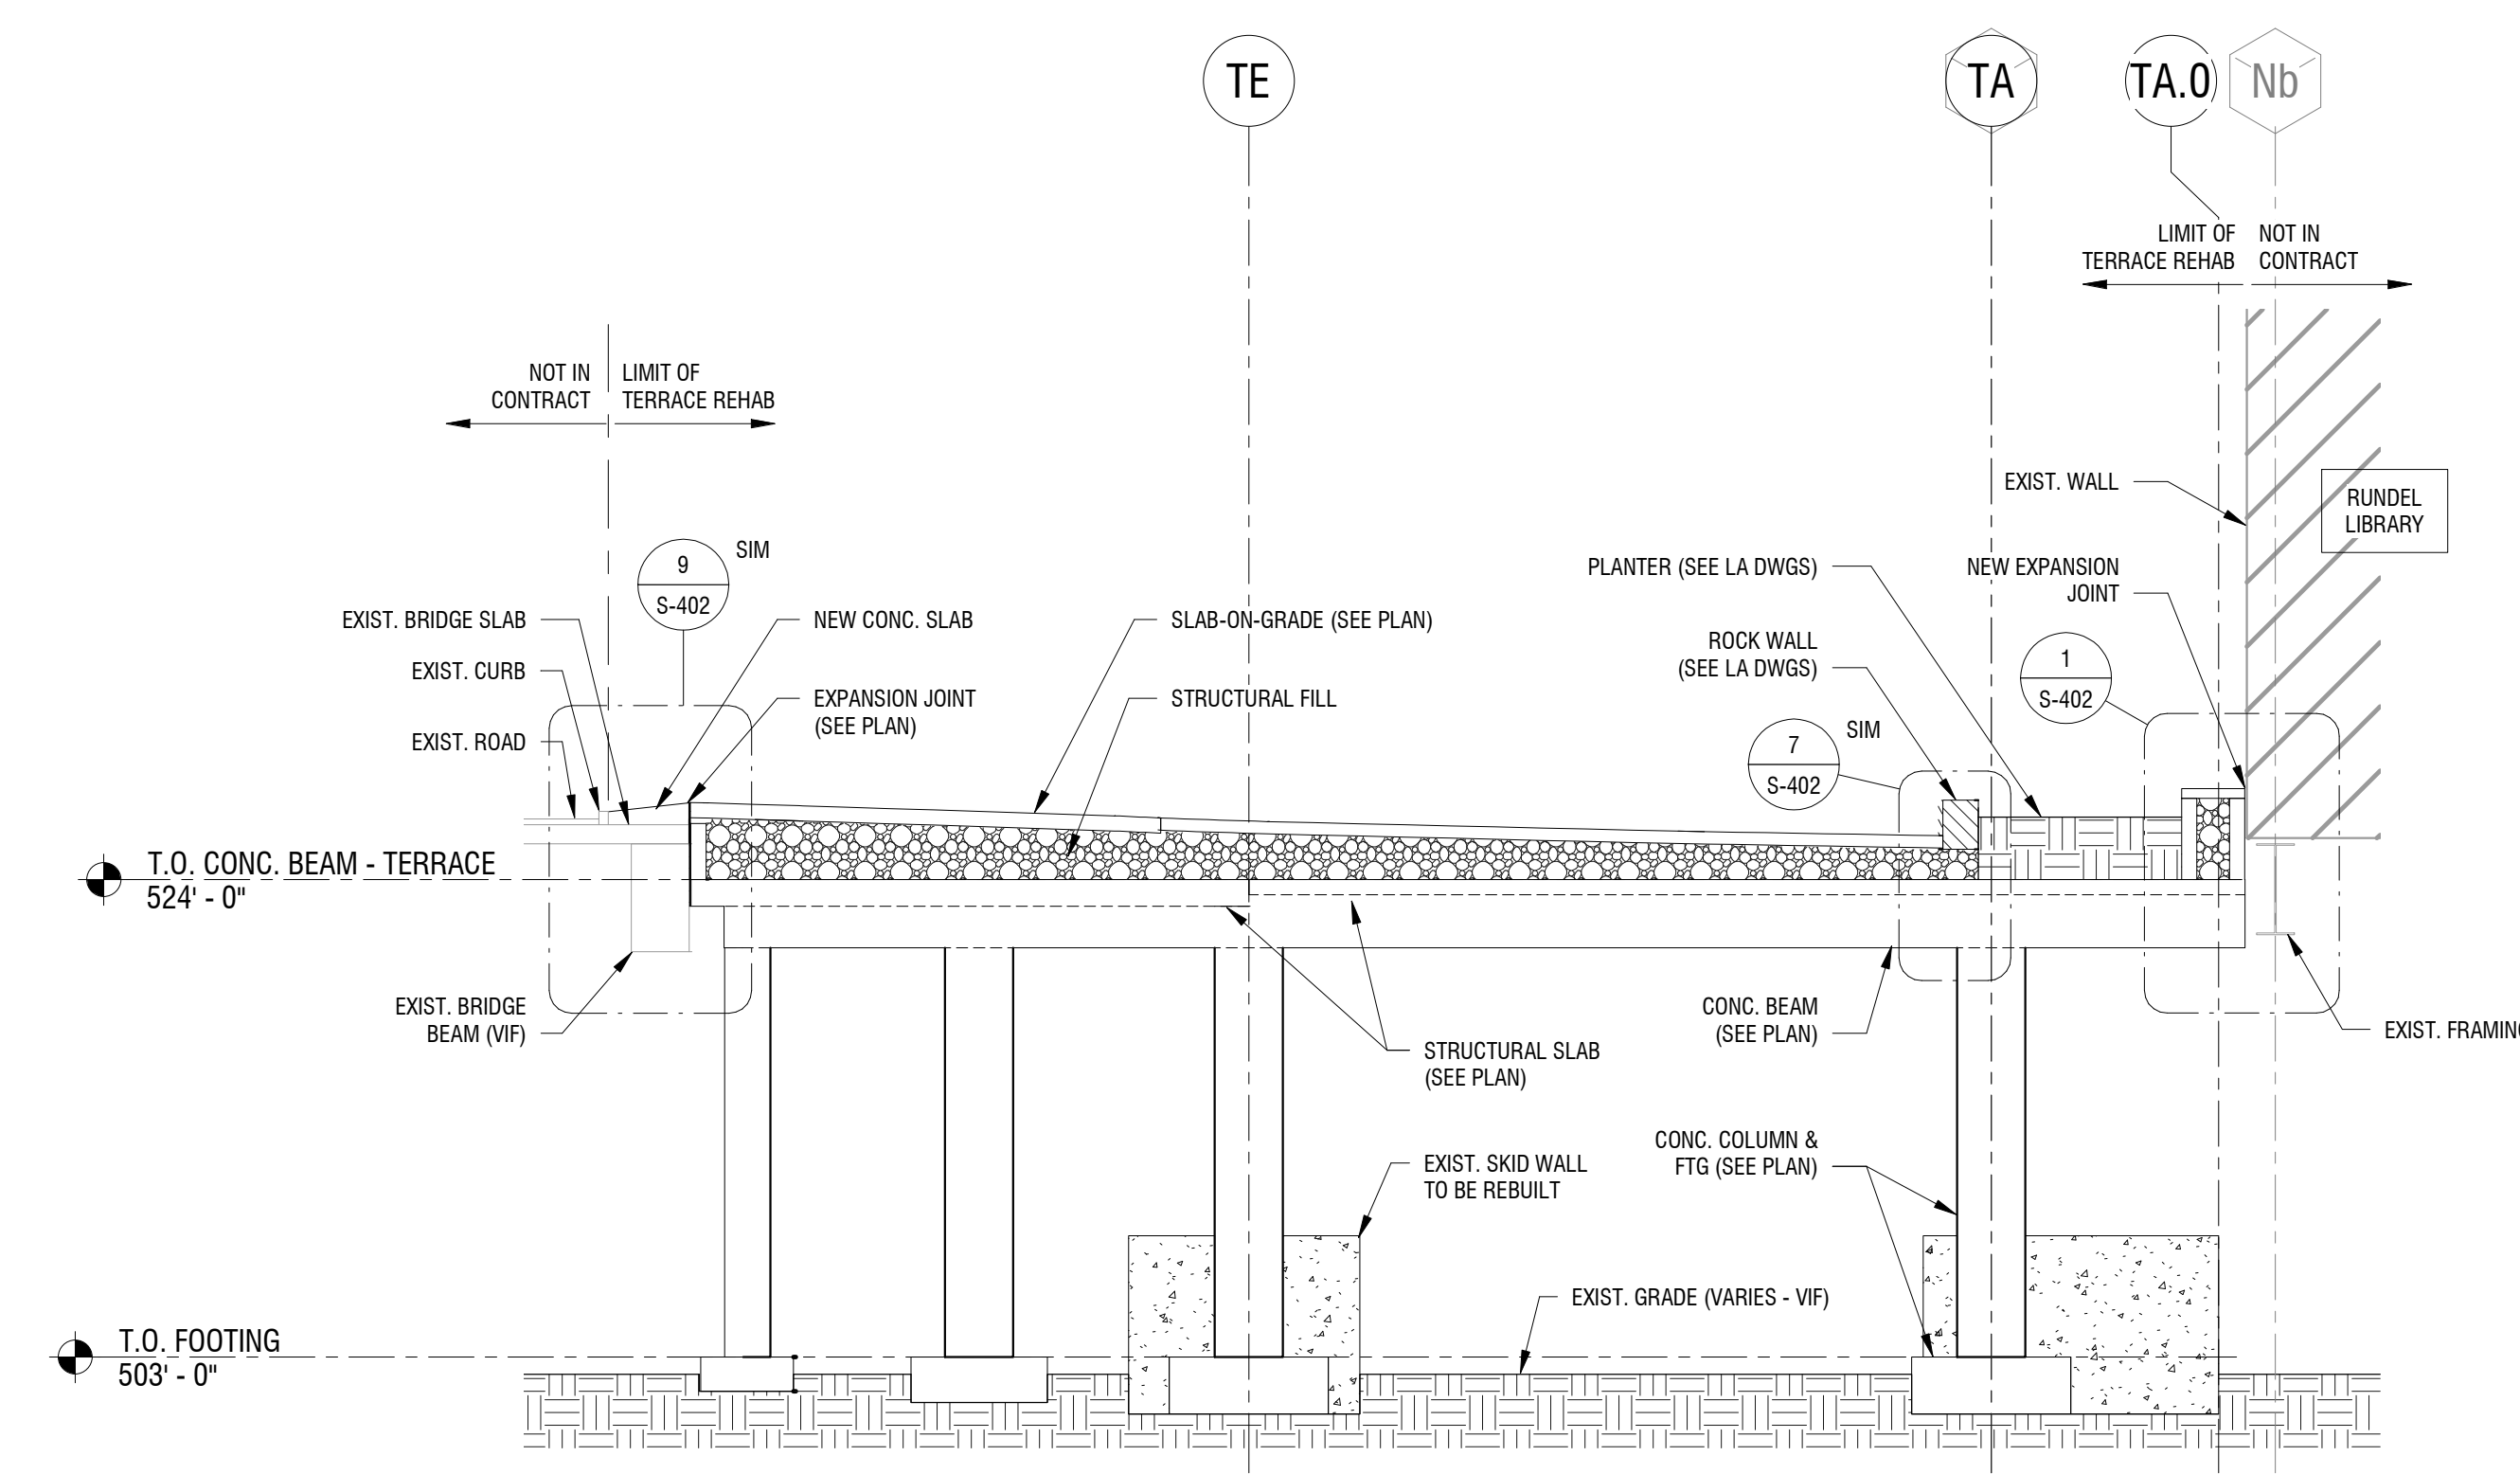 TE
TA
TA.0
Nb
LIMIT OF
TERRACE REHAB
NOT IN
CONTRACT
NOT IN
CONTRACT
LIMIT OF
TERRACE REHAB
EXIST. WALL
RUNDEL
LIBRARY
9
S-402
SIM
PLANTER (SEE LA DWGS)
NEW EXPANSION
JOINT
EXIST. BRIDGE SLAB
NEW CONC. SLAB
SLAB-ON-GRADE (SEE PLAN)
ROCK WALL
(SEE LA DWGS)
1
S-402
EXIST. CURB
EXPANSION JOINT
(SEE PLAN)
STRUCTURAL FILL
EXIST. ROAD
7
S-402
SIM
T.O. CONC. BEAM - TERRACE
524' - 0"
EXIST. BRIDGE
BEAM (VIF)
CONC. BEAM
(SEE PLAN)
EXIST. FRAMING
STRUCTURAL SLAB
(SEE PLAN)
EXIST. SKID WALL
TO BE REBUILT
CONC. COLUMN &
FTG (SEE PLAN)
EXIST. GRADE (VARIES - VIF)
T.O. FOOTING
503' - 0"